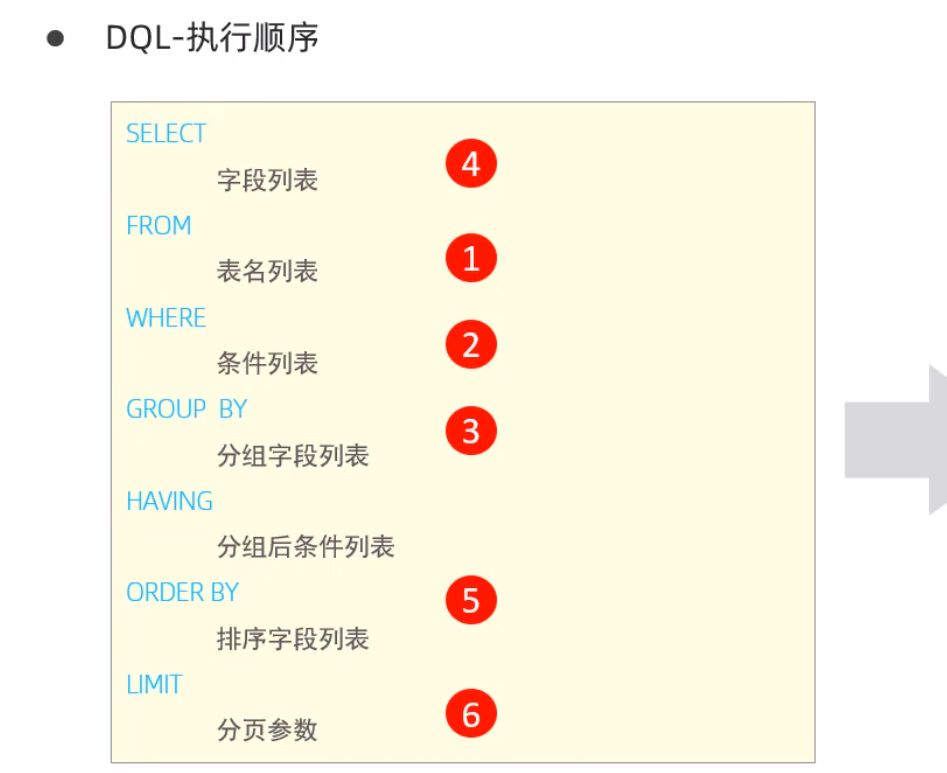 ● DQL-执行顺序
SELECT
字段列表 4
FROM
表名列表 1
WHERE
条件列表 2
GROUP BY
分组字段列表 3
HAVING
分组后条件列表
ORDER BY 5
排序字段列表
LIMIT
分页参数 6